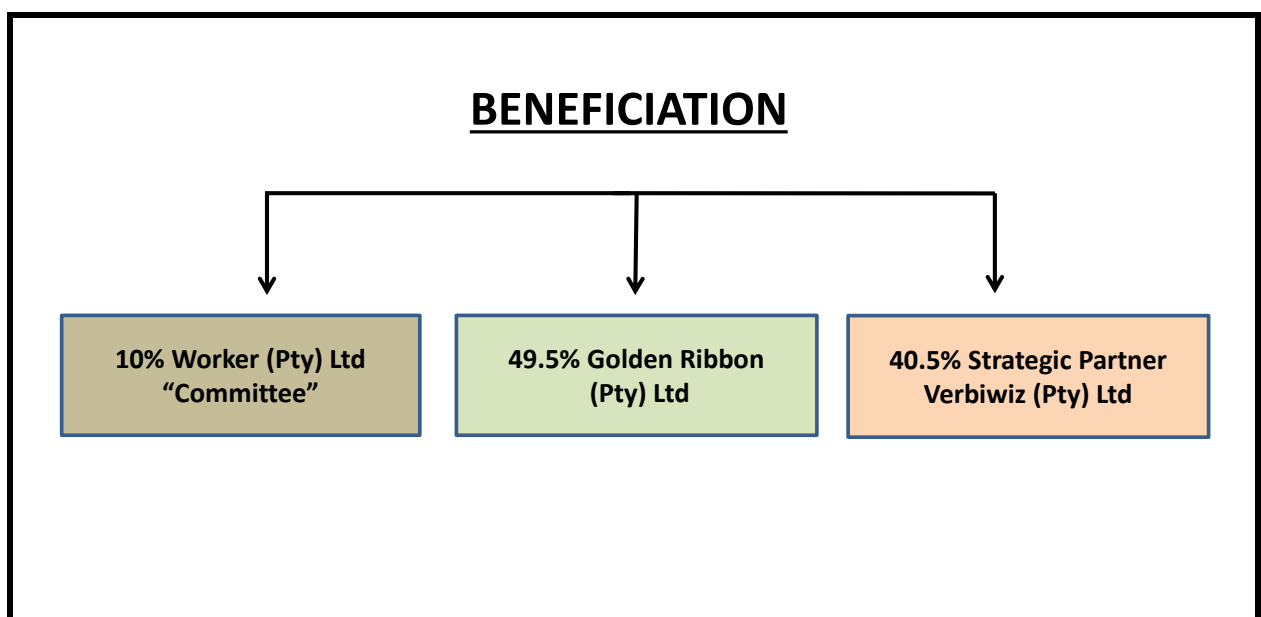 BENEFICIATION
10% Worker (Pty) Ltd
“Committee”
49.5% Golden Ribbon
(Pty) Ltd
40.5% Strategic Partner
Verbiwiz (Pty) Ltd